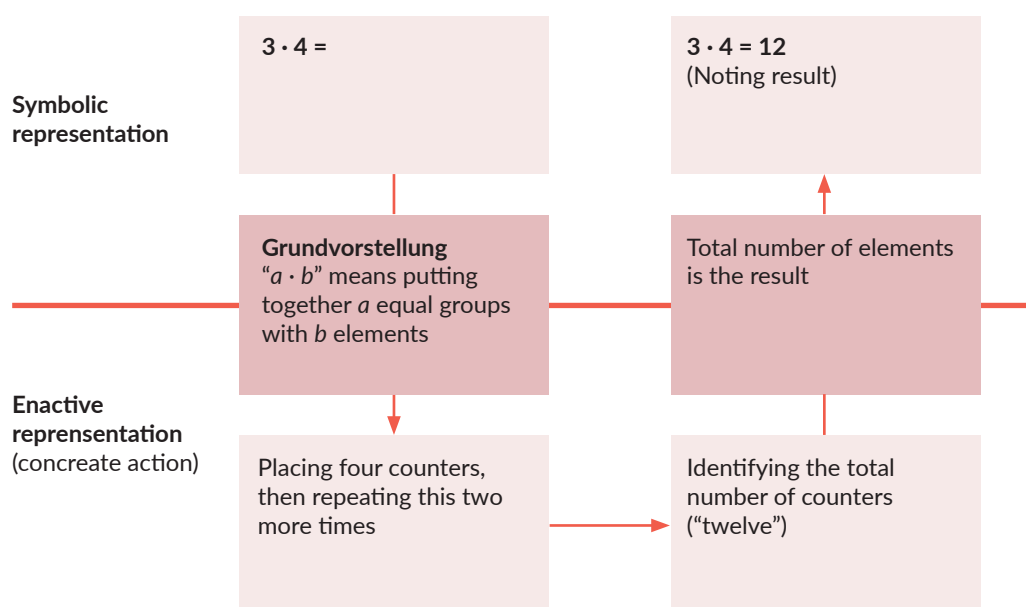 Symbolic
representation
3 · 4 =
3 · 4 = 12
(Noting result)
Grundvorstellung
“a · b” means putting
together a equal groups
with b elements
Total number of elements
is the result
Enactive
reprensentation
(concreate action)
Placing four counters,
then repeating this two
more times
Identifying the total
number of counters
(“twelve”)